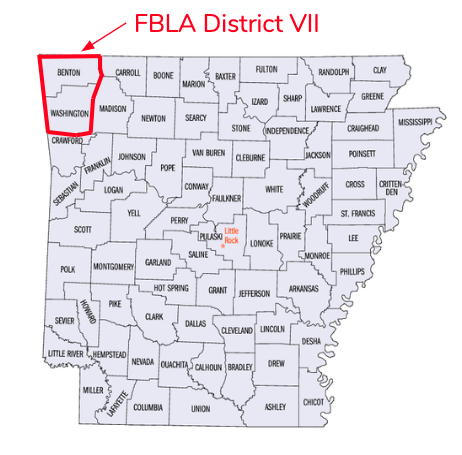 FBLA District VII
BENTON
CARROLL
BOONE
MARION
BAXTER
FULTON
RANDOLPH
CLAY
WASHINGTON
MADISON
NEWTON
SEARCY
IZARD
SHARP
LAWRENCE
GREENE
STONE
INDEPENDENCE
CRAIGHEAD
MISSISSIPPI
CRAWFORD
FRANKLIN
JOHNSON
POPE
VAN BUREN
CLEBURNE
JACKSON
POINSETT
SEBASTIAN
LOGAN
CONWAY
FAULKNER
WHITE
WOODRUFF
CROSS
CRITTEN-
DEN
SCOTT
YELL
PERRY
PULASKI
Little
Rock
LONOKE
PRAIRIE
ST. FRANCIS
LEE
MONROE
PHILLIPS
POLK
MONTGOMERY
GARLAND
SALINE
HOT SPRING
GRANT
JEFFERSON
ARKANSAS
SEVIER
HOWARD
PIKE
CLARK
DALLAS
CLEVELAND
LINCOLN
DESHA
LITTLE RIVER
HEMPSTEAD
NEVADA
OUACHITA
CALHOUN
BRADLEY
DREW
MILLER
LAFAYETTE
COLUMBIA
UNION
ASHLEY
CHICOT